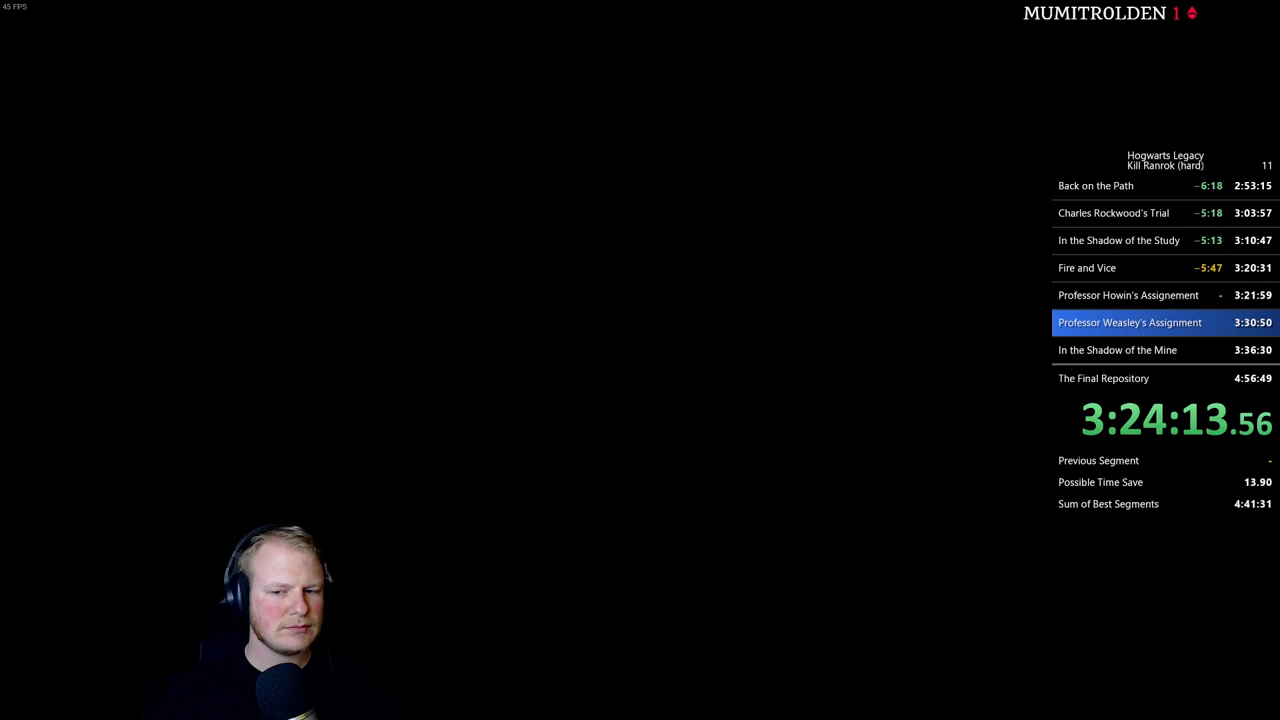 45 FPS
MUMITR0LDEN 1
Hogwarts Legacy
Kill Ranrok (hard) 11
Back on the Path -6:18 2:53:15
Charles Rockwood's Trial -5:18 3:03:57
In the Shadow of the Study -5:13 3:10:47
Fire and Vice -5:47 3:20:31
Professor Howin's Assignement - 3:21:59
Professor Weasley's Assignment 3:30:50
In the Shadow of the Mine 3:36:30
The Final Repository 4:56:49
3:24:13.56
Previous Segment -
Possible Time Save 13.90
Sum of Best Segments 4:41:31